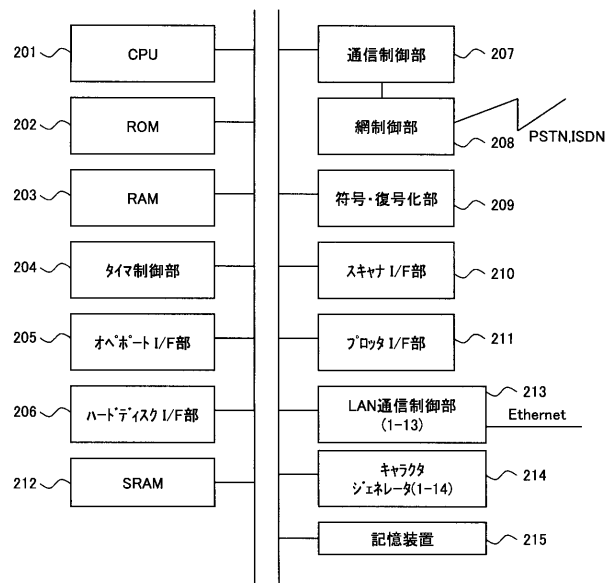 201
CPU
202
ROM
203
RAM
204
タイマ制御部
205
オペポート I/F部
206
ハードディスク I/F部
212
SRAM
通信制御部
207
網制御部
208
PSTN,ISDN
符号・復号化部
209
スキャナ I/F部
210
プロッタ I/F部
211
LAN通信制御部
(1-13)
213
Ethernet
キャラクタ
ジェネレータ(1-14)
214
記憶装置
215